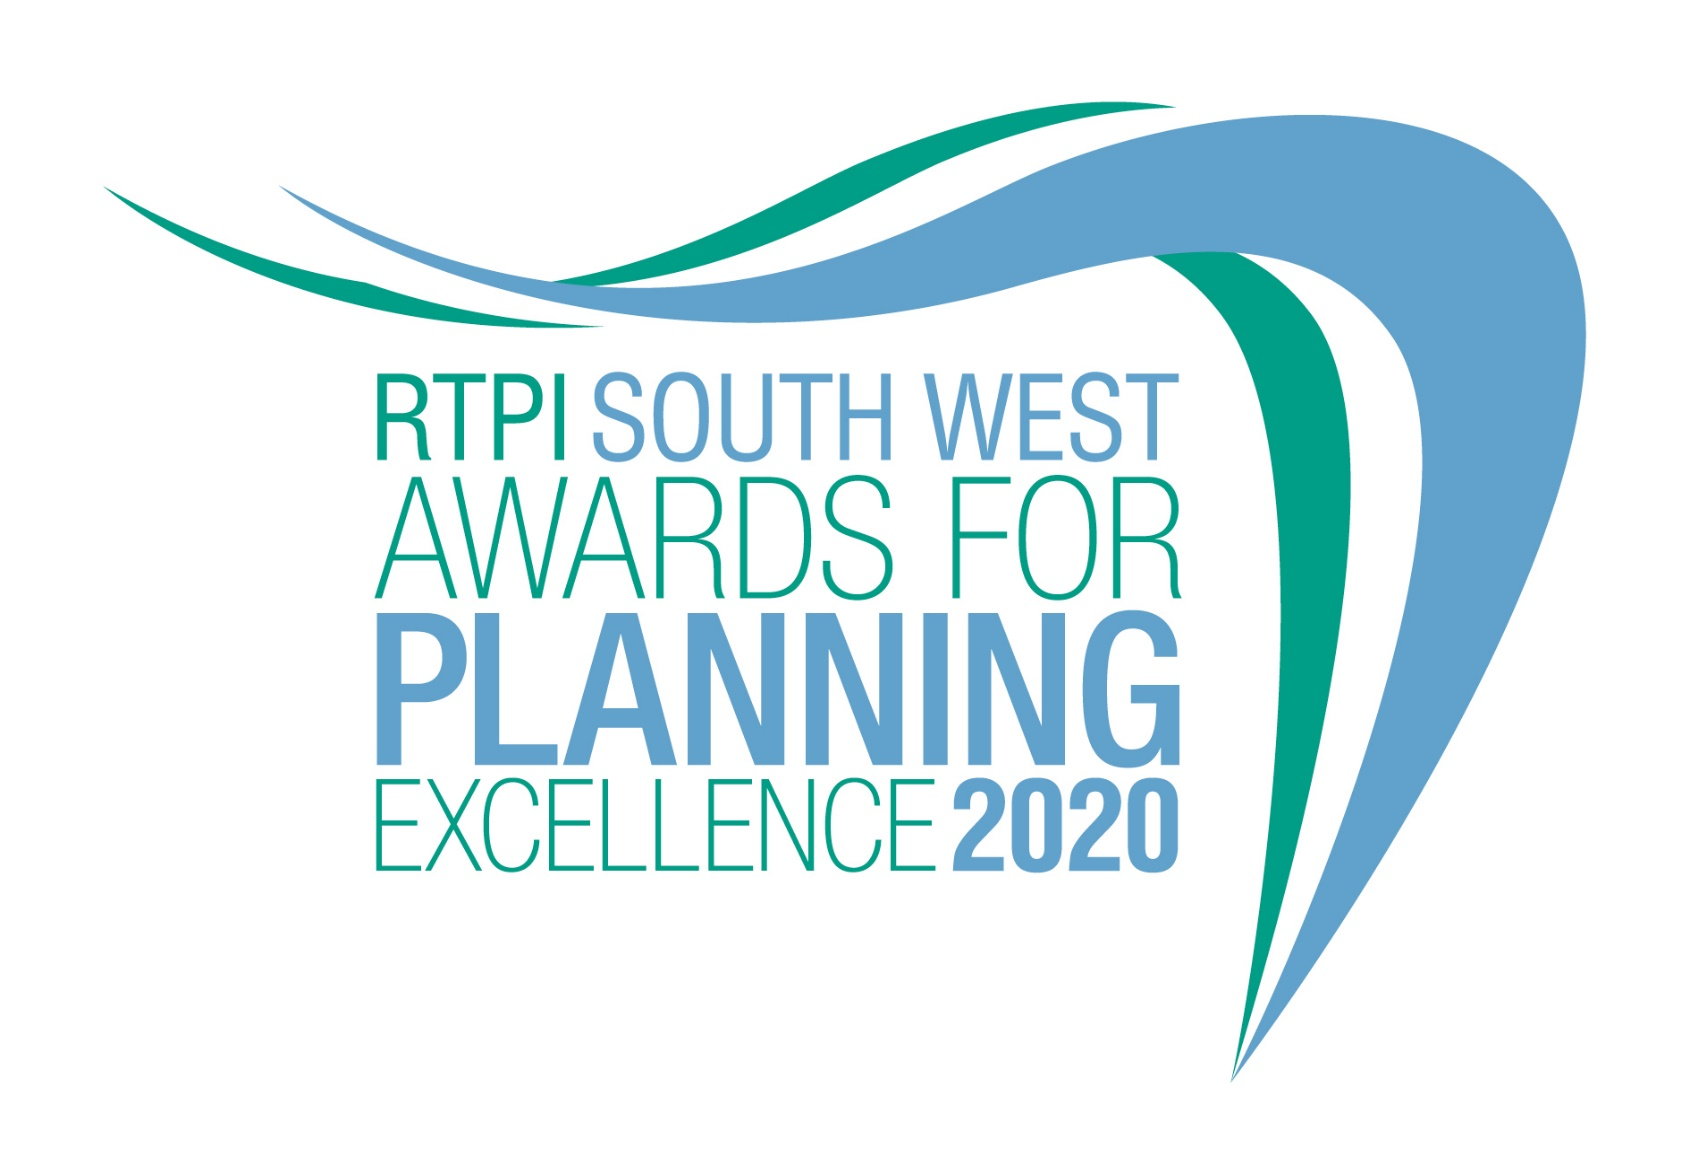 RTPI SOUTH WEST
AWARDS FOR
PLANNING
EXCELLENCE 2020